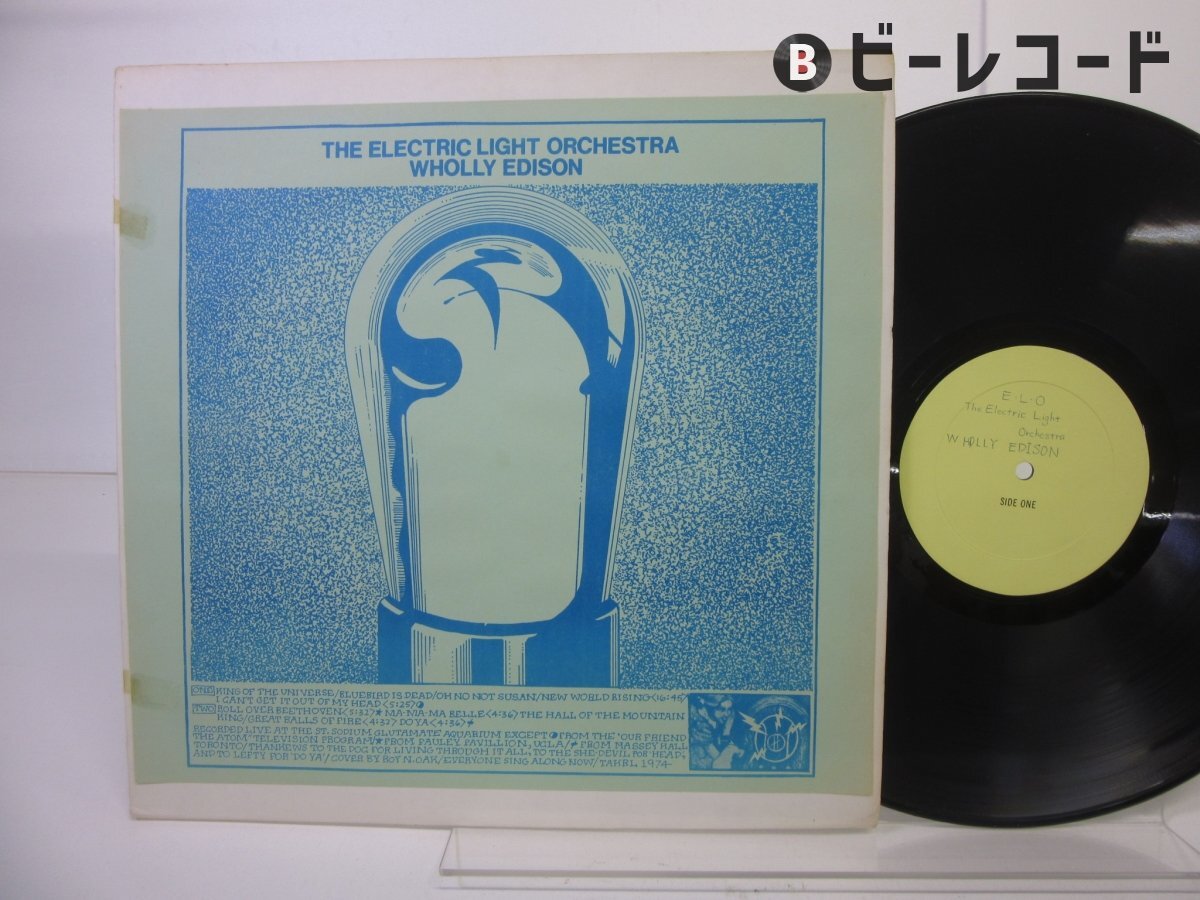 B ビーレコード
THE ELECTRIC LIGHT ORCHESTRA
WHOLLY EDISON
ONE KING OF THE UNIVERSE/BLUEBIRD IS DEAD/OH NO NOT SUSAN/NEW WORLD RISING<16:45>
I CAN'T GET IT OUT OF MY HEAD<5:25>
TWO ROLL OVER BEETHOVEN<5:32>* MA-MA-MA BELLE<4:36> THE HALL OF THE MOUNTAIN
KING/GREAT BALLS OF FIRE<4:32> DO YA<4:36>
RECORDED LIVE AT THE ST. SODIUM GLUTAMATE AQUARIUM EXCEPT FROM THE 'OUR FRIEND
THE ATOM' TELEVISION PROGRAM/* FROM PAULEY PAVILLION, UCLA/ FROM MASSEY HALL
TORONTO/THANKEWS TO THE DOG FOR LIVING THROUGH IT ALL, TO THE SHE-DEVIL FOR HEAD,
AND TO LEFTY FOR 'DO YA'/COVER BY ROY N. OAK/EVERYONE SING ALONG NOW/TAKRL 1974
E-L-O
The Electric Light
Orchestra
WHOLLY EDISON
SIDE ONE